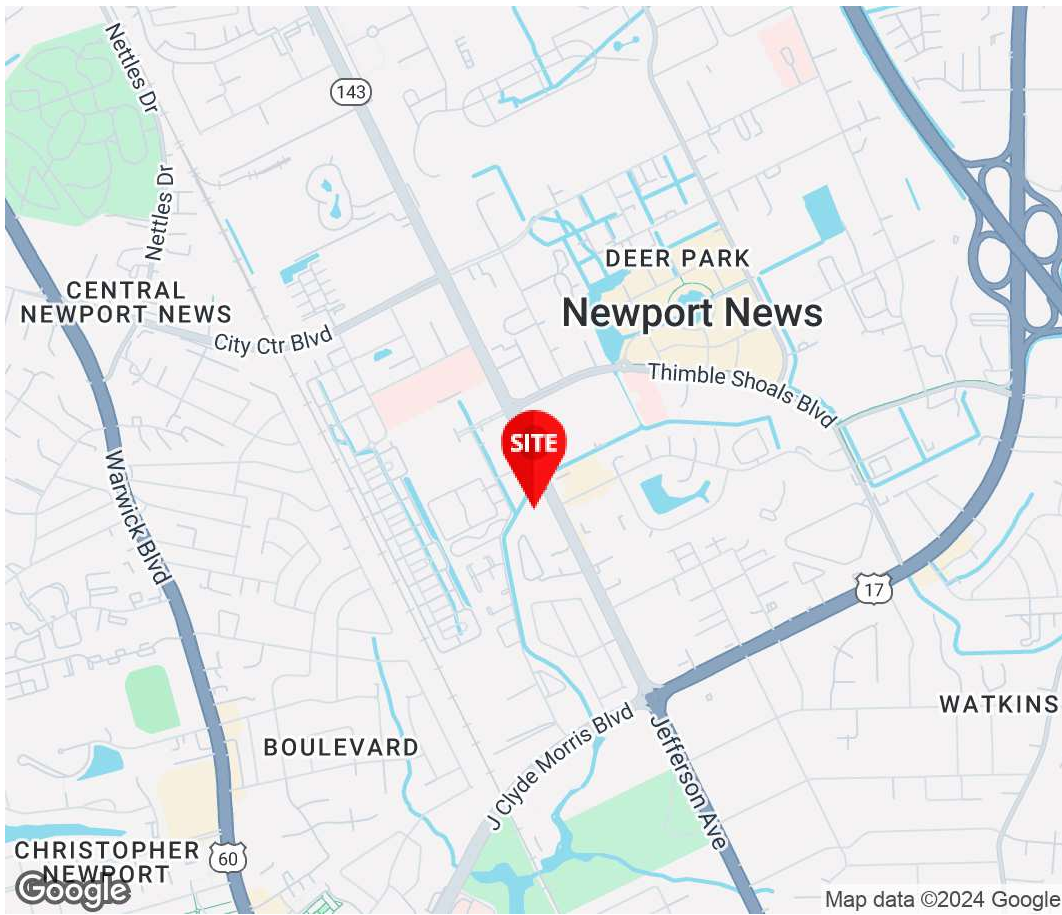 Nettles Dr
143
Nettles Dr
DEER PARK
CENTRAL
NEWPORT NEWS
Newport News
City Ctr Blvd
Thimble Shoals Blvd
SITE
Warwick Blvd
17
WATKINS
J Clyde Morris Blvd
Jefferson Ave
BOULEVARD
CHRISTOPHER
NEWPORT
60
Google
Map data ©2024 Google